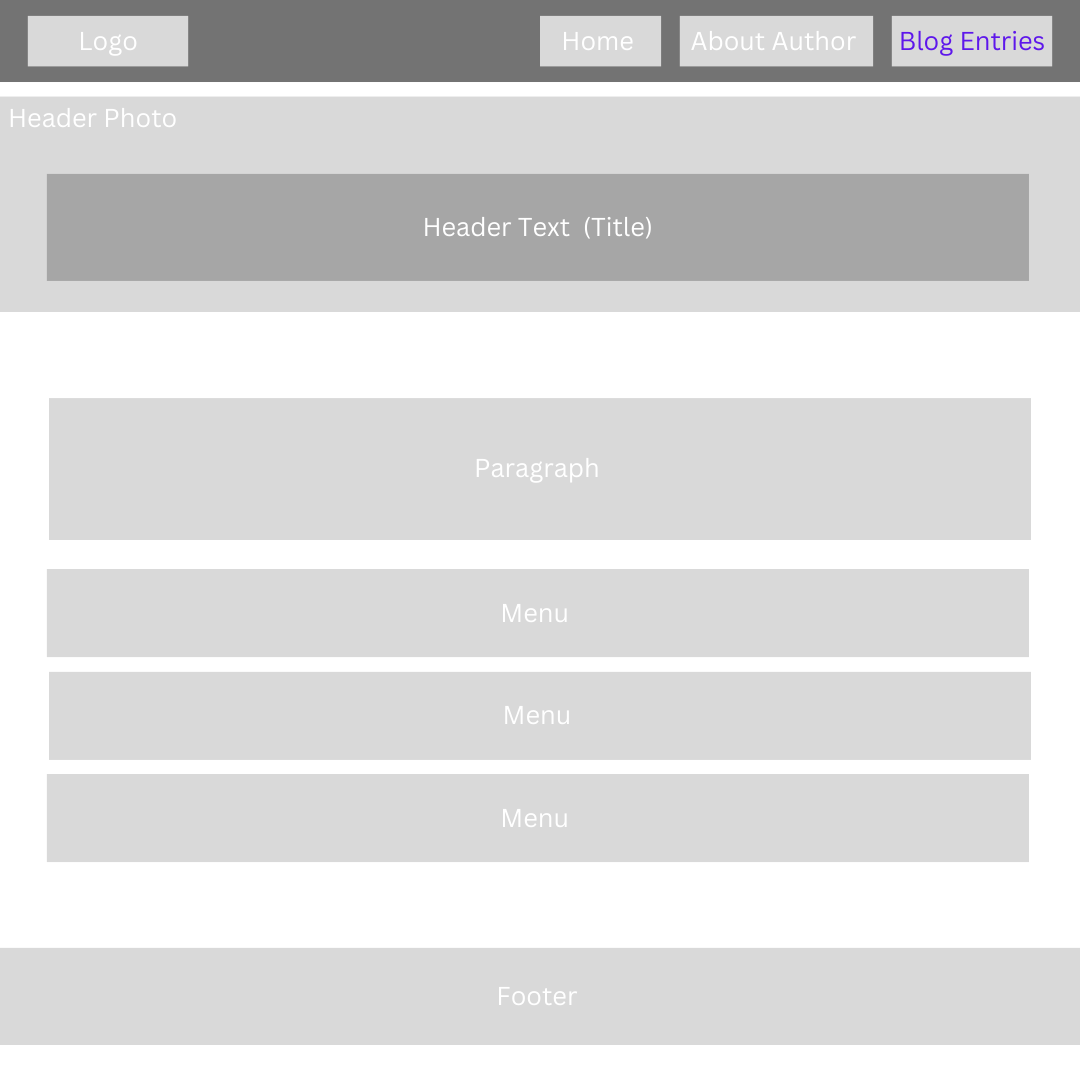 Logo
Home
About Author
Blog Entries
Header Photo
Header Text (Title)
Paragraph
Menu
Menu
Menu
Footer